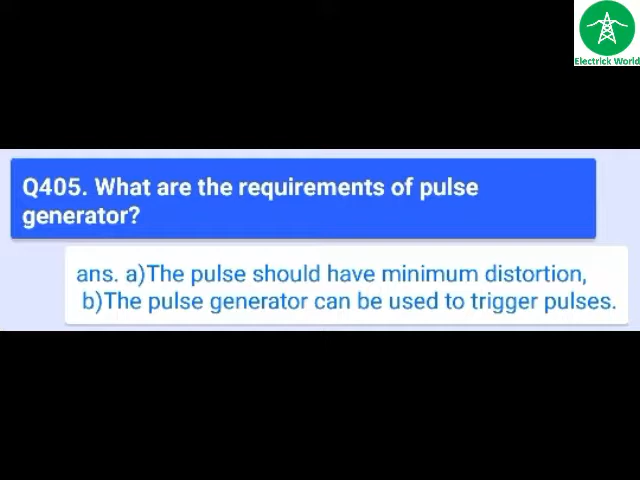 Electrick World
Q405. What are the requirements of pulse
generator?
ans. a)The pulse should have minimum distortion,
b)The pulse generator can be used to trigger pulses.